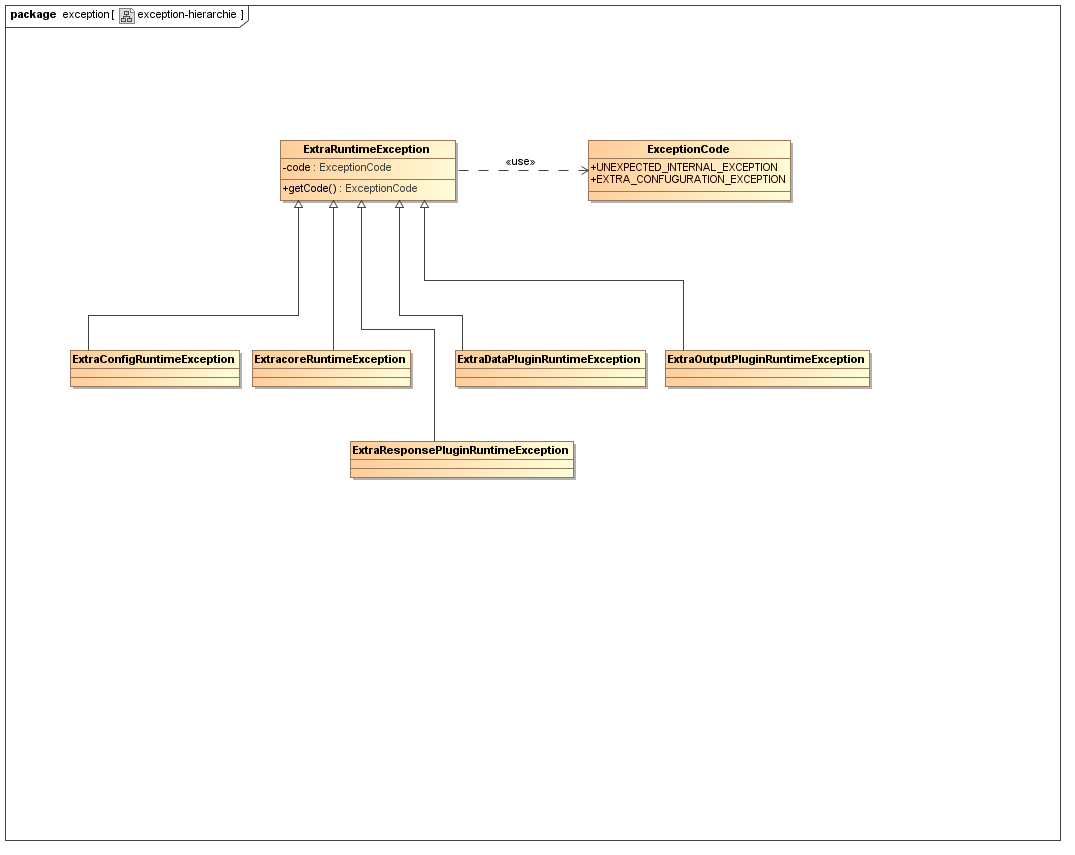 package exception[ exception-hierarchie ]
ExtraRuntimeException
-code : ExceptionCode
+getCode() : ExceptionCode
«use»
ExceptionCode
+UNEXPECTED_INTERNAL_EXCEPTION
+EXTRA_CONFUGURATION_EXCEPTION
ExtraConfigRuntimeException
ExtracoreRuntimeException
ExtraDataPluginRuntimeException
ExtraOutputPluginRuntimeException
ExtraResponsePluginRuntimeException